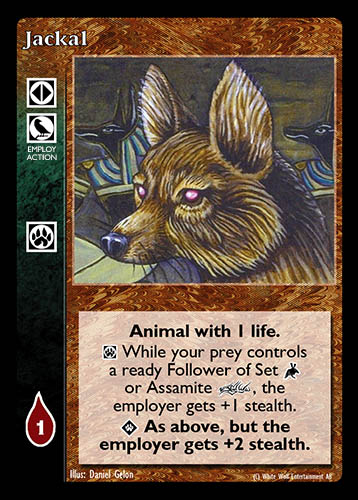 Jackal
EMPLOY
ACTION
Animal with 1 life.
While your prey controls
a ready Follower of Set
or Assamite , the
employer gets +1 stealth.
As above, but the
employer gets +2 stealth.
1
Illus: Daniel Gelon
(C) White Wolf Entertainment AB